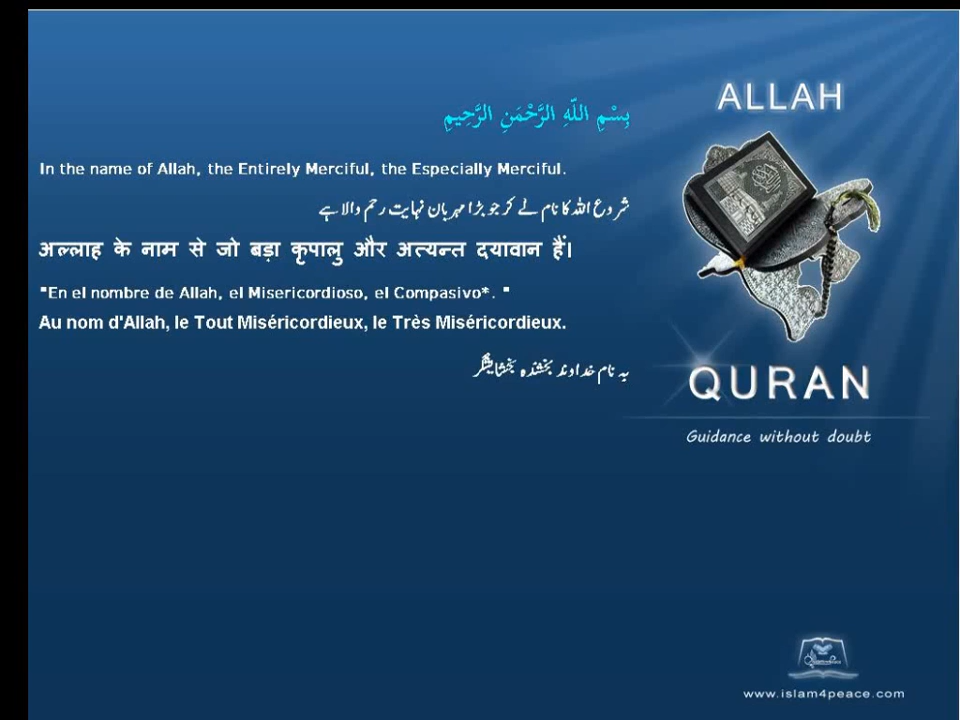 بِسْمِ اللَّهِ الرَّحْمَنِ الرَّحِيمِ
In the name of Allah, the Entirely Merciful, the Especially Merciful.
شروع الله کا نام لے کر جو بڑا مہربان نہایت رحم والا ہے
अल्लाह के नाम से जो बड़ा कृपालु और अत्यन्त दयावान हैं।
"En el nombre de Allah, el Misericordioso, el Compasivo*. "
Au nom d'Allah, le Tout Miséricordieux, le Très Miséricordieux.
به نام خداوند بخشنده بخشایشگر
ALLAH
QURAN
Guidance without doubt
www.islam4peace.com